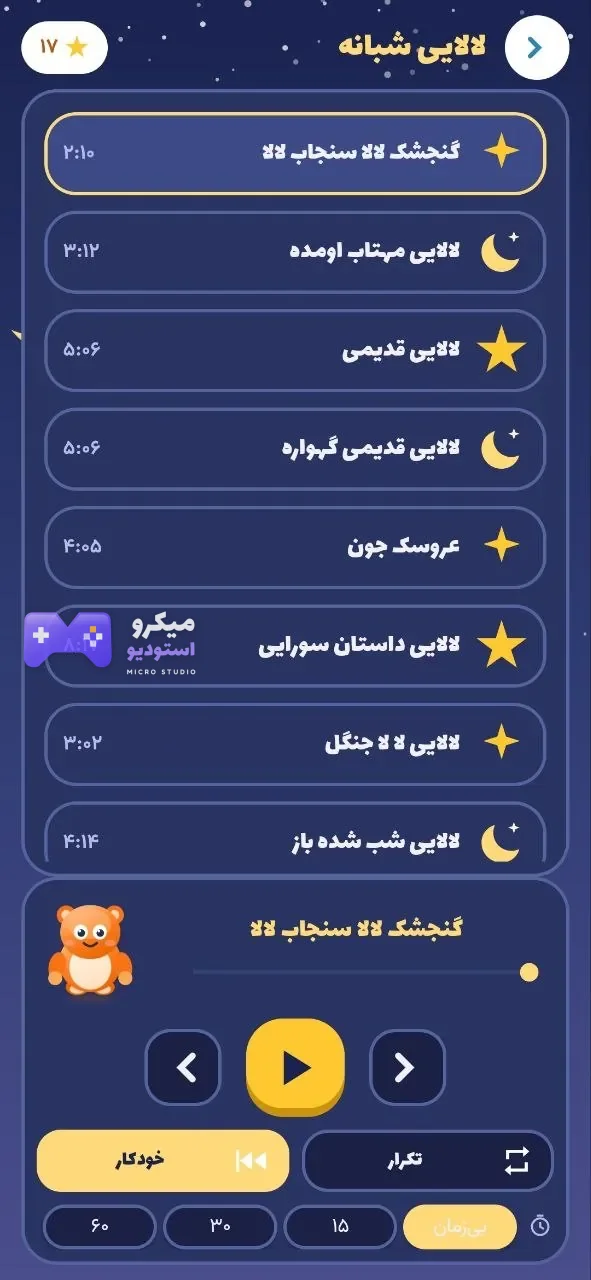 لالایی شبانه
۱۷
گنجشک لالا سنجاب لالا
۲:۱۰
لالایی مهتاب اومده
۳:۱۲
لالایی قدیمی
۵:۰۶
لالایی قدیمی گهواره
۵:۰۶
عروسک جون
۴:۰۵
لالایی داستان سورایی
میکرو
استودیو
MICRO STUDIO
لالایی لا لا جنگل
۳:۰۲
لالایی شب شده باز
۴:۱۴
گنجشک لالا سنجاب لالا
تکرار
خودکار
بی‌زمان
۱۵
۳۰
۶۰